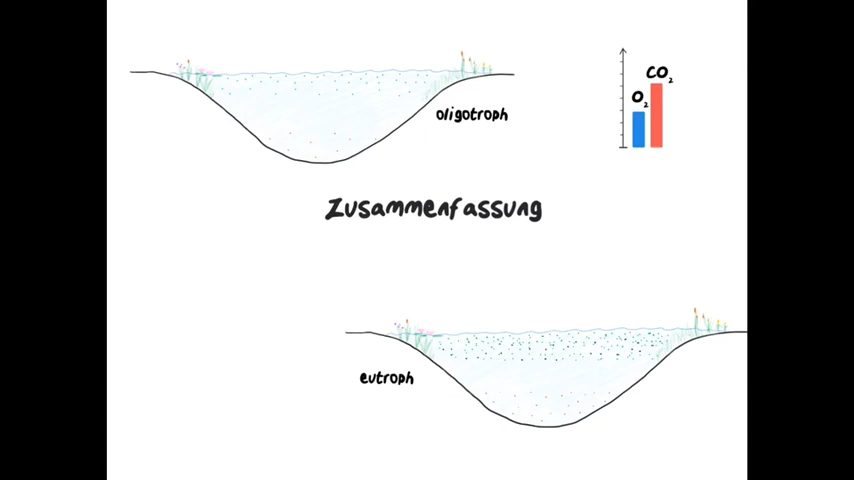 CO₂
O₂
oligotroph
Zusammenfassung
eutroph